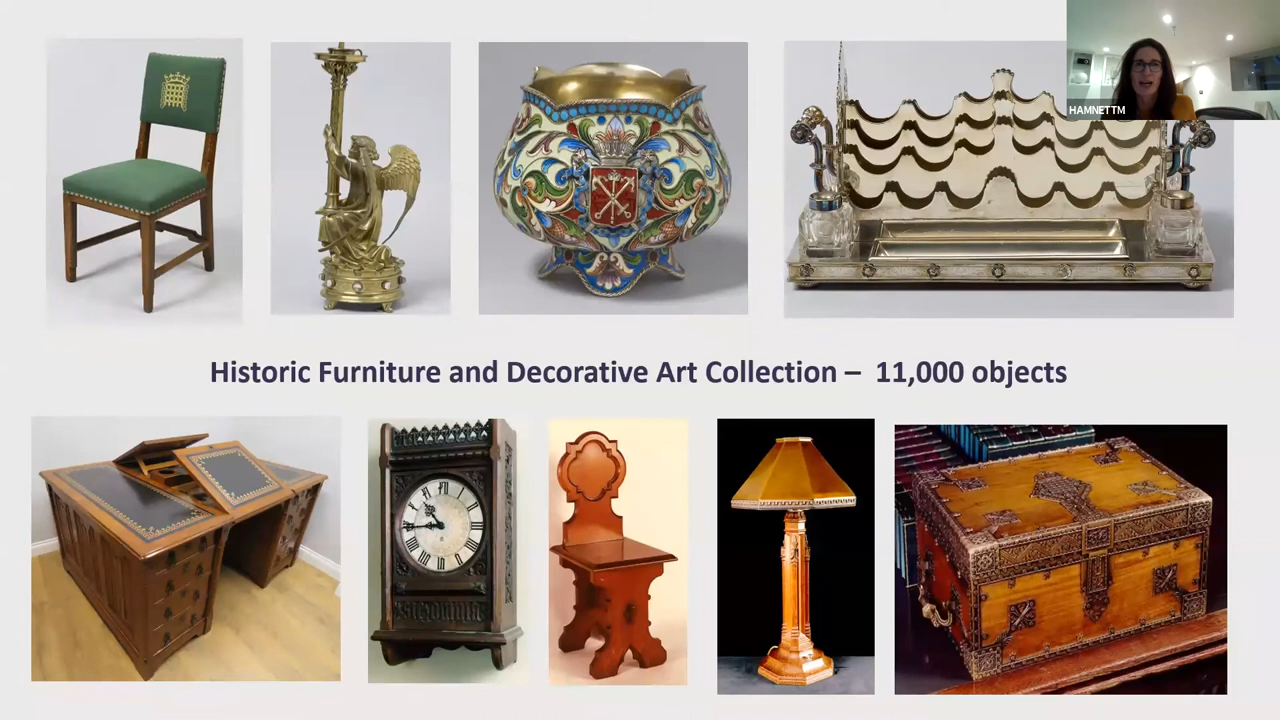 HAMNETTM
Historic Furniture and Decorative Art Collection – 11,000 objects